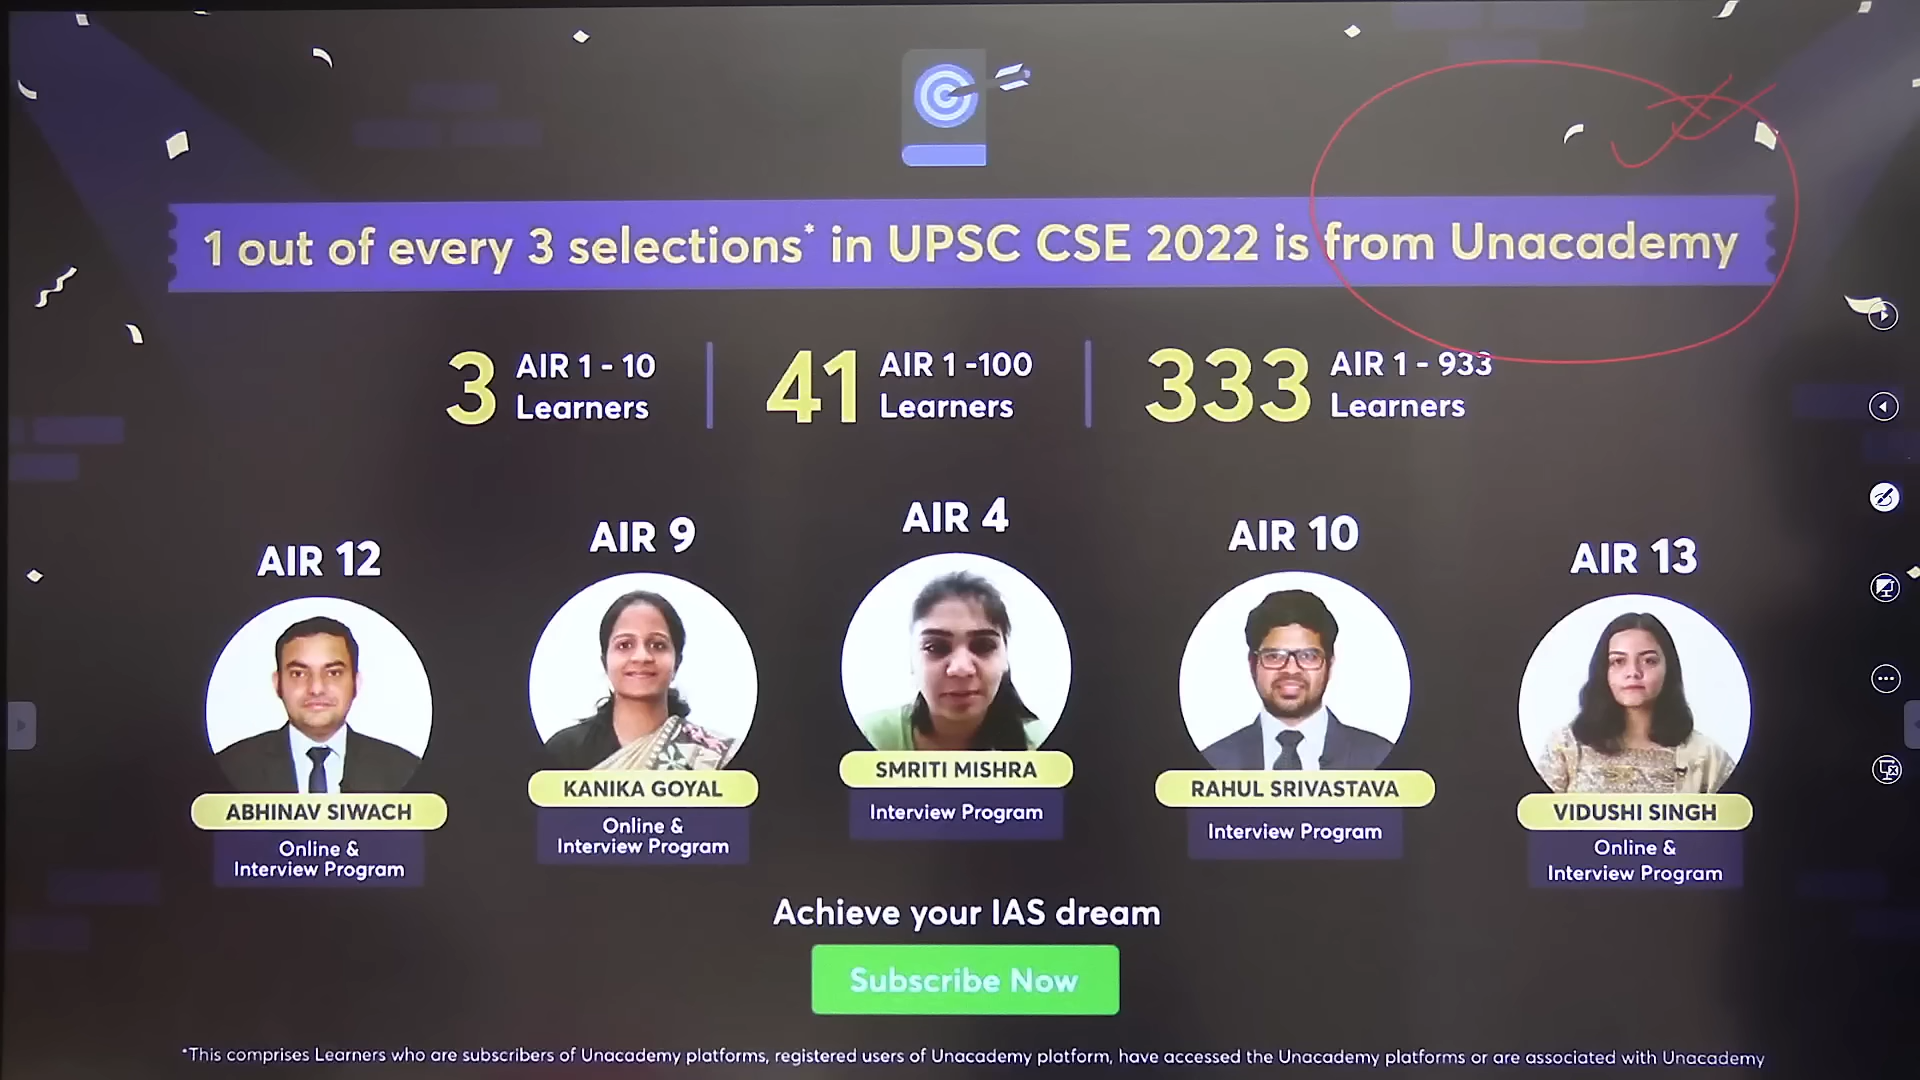 1 out of every 3 selections* in UPSC CSE 2022 is from Unacademy
3 AIR 1 - 10 Learners
41 AIR 1 -100 Learners
333 AIR 1 - 933 Learners
AIR 12
ABHINAV SIWACH
Online &
Interview Program
AIR 9
KANIKA GOYAL
Online &
Interview Program
AIR 4
SMRITI MISHRA
Interview Program
AIR 10
RAHUL SRIVASTAVA
Interview Program
AIR 13
VIDUSHI SINGH
Online &
Interview Program
Achieve your IAS dream
Subscribe Now
*This comprises Learners who are subscribers of Unacademy platforms, registered users of Unacademy platform, have accessed the Unacademy platforms or are associated with Unacademy